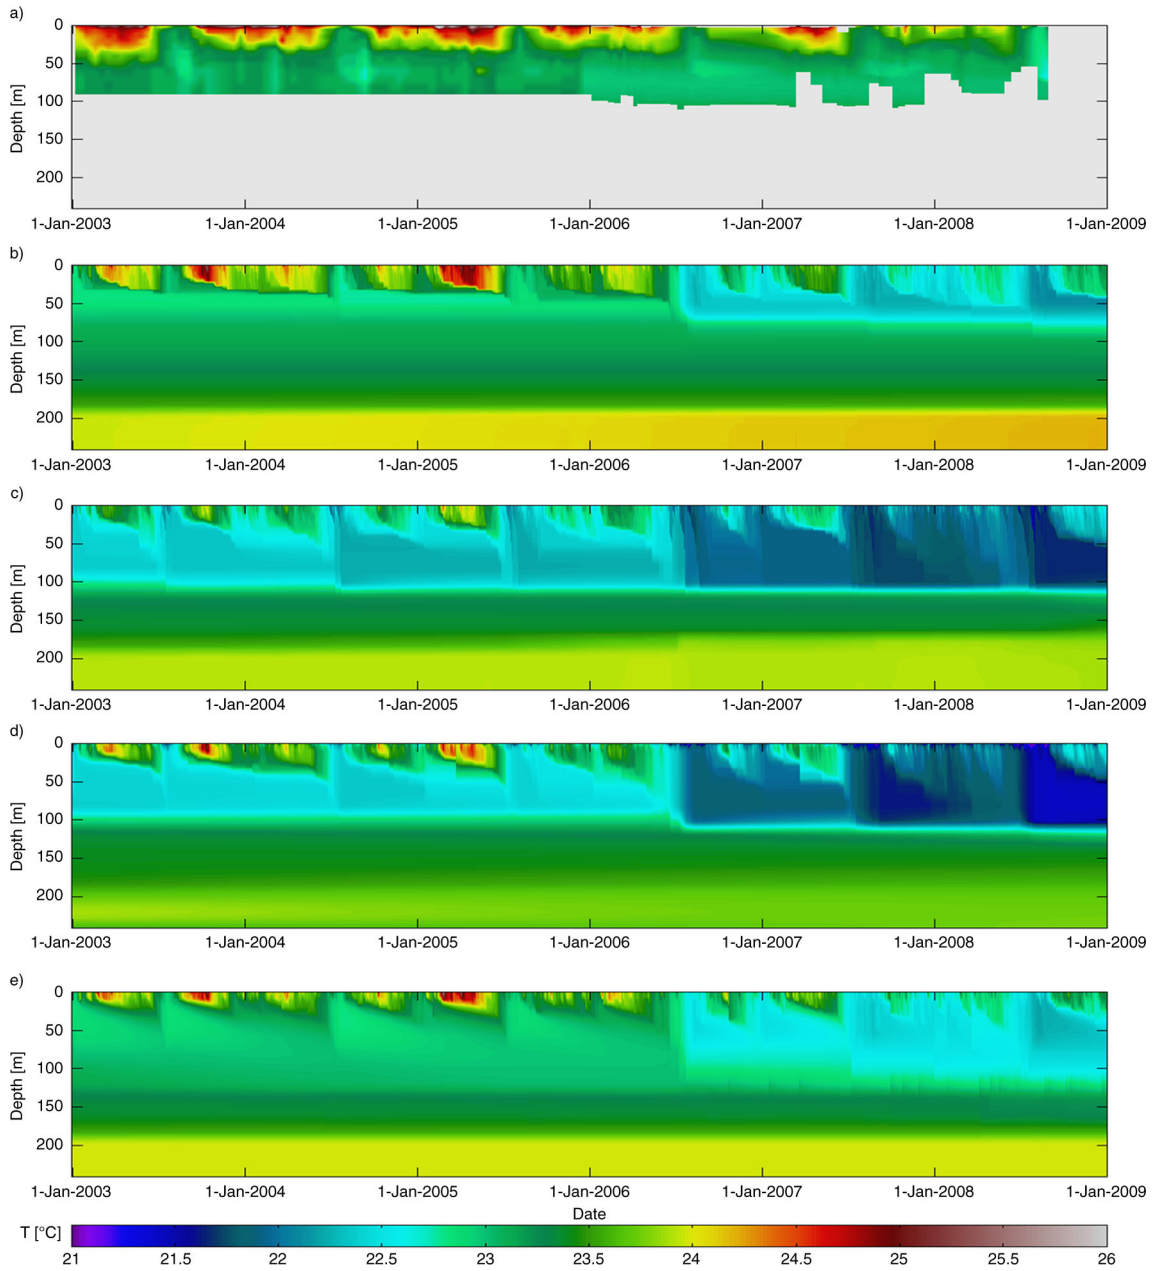 a)
0
50
100
150
200
Depth [m]
1-Jan-2003 1-Jan-2004 1-Jan-2005 1-Jan-2006 1-Jan-2007 1-Jan-2008 1-Jan-2009
b)
0
50
100
150
200
Depth [m]
1-Jan-2003 1-Jan-2004 1-Jan-2005 1-Jan-2006 1-Jan-2007 1-Jan-2008 1-Jan-2009
c)
0
50
100
150
200
Depth [m]
1-Jan-2003 1-Jan-2004 1-Jan-2005 1-Jan-2006 1-Jan-2007 1-Jan-2008 1-Jan-2009
d)
0
50
100
150
200
Depth [m]
1-Jan-2003 1-Jan-2004 1-Jan-2005 1-Jan-2006 1-Jan-2007 1-Jan-2008 1-Jan-2009
e)
0
50
100
150
200
Depth [m]
1-Jan-2003 1-Jan-2004 1-Jan-2005 1-Jan-2006 1-Jan-2007 1-Jan-2008 1-Jan-2009
Date
T [°C]
21 21.5 22 22.5 23 23.5 24 24.5 25 25.5 26